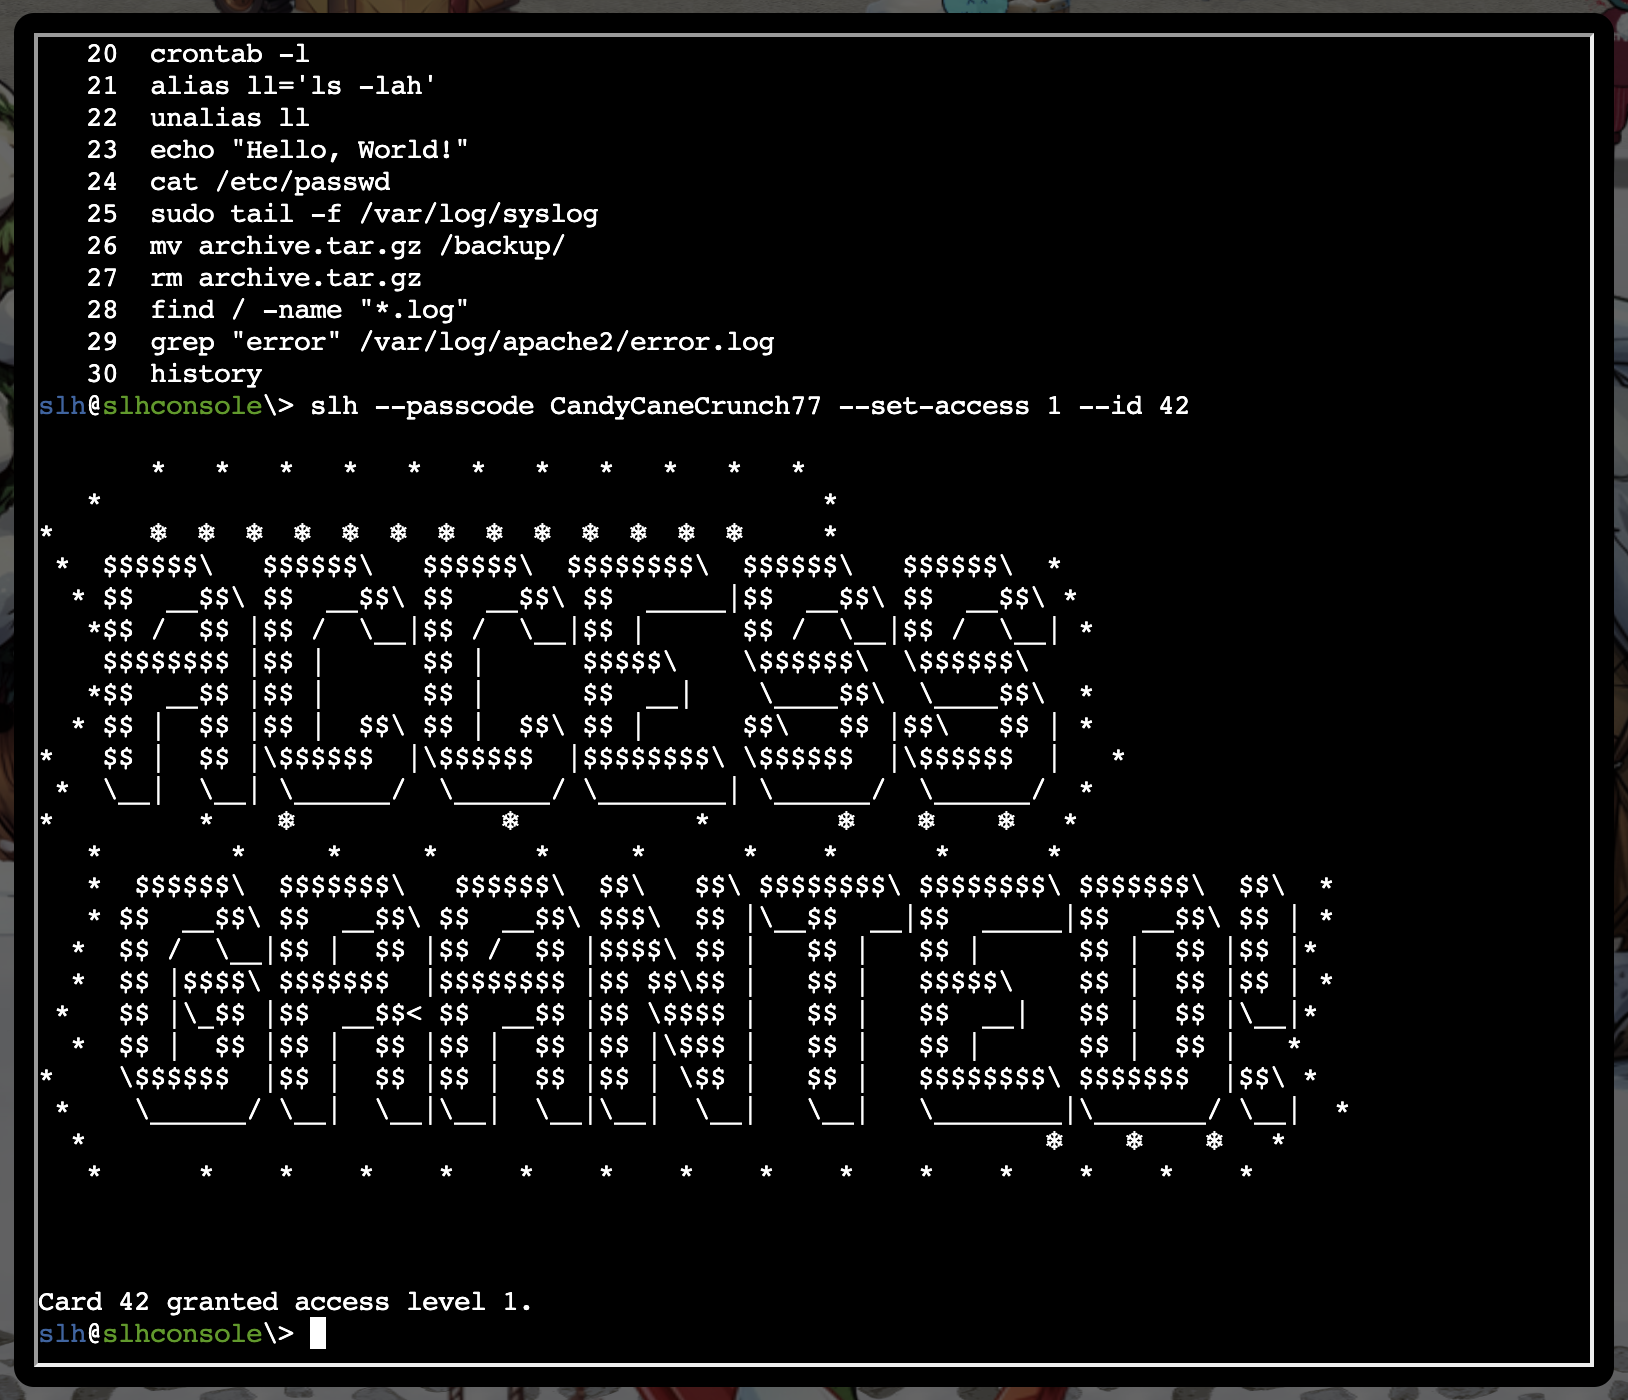 20  crontab -l
21  alias ll='ls -lah'
22  unalias ll
23  echo "Hello, World!"
24  cat /etc/passwd
25  sudo tail -f /var/log/syslog
26  mv archive.tar.gz /backup/
27  rm archive.tar.gz
28  find / -name "*.log"
29  grep "error" /var/log/apache2/error.log
30  history
slh@slhconsole\> slh --passcode CandyCaneCrunch77 --set-access 1 --id 42
ACCESS
GRANTED!
Card 42 granted access level 1.
slh@slhconsole\>